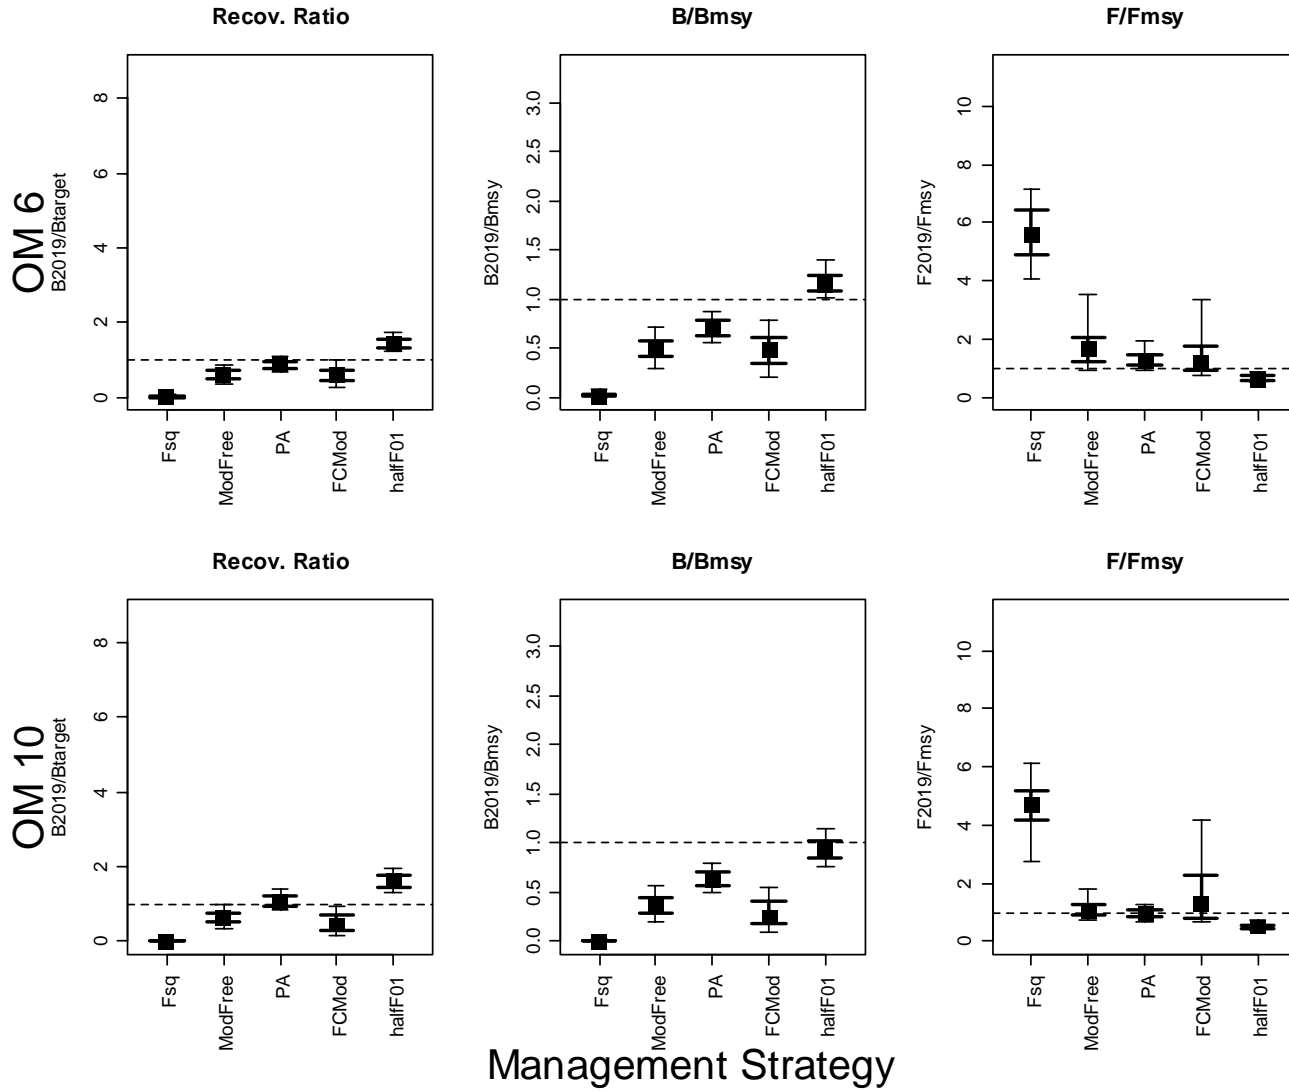 Recov. Ratio
B/Bmsy
F/Fmsy
OM 6
B2019/Btarget
0 2 4 6 8
B2019/Bmsy
0.0 0.5 1.0 1.5 2.0 2.5 3.0
F2019/Fmsy
0 2 4 6 8 10
Fsq ModFree PA FCMod halfF01
Fsq ModFree PA FCMod halfF01
Fsq ModFree PA FCMod halfF01
Recov. Ratio
B/Bmsy
F/Fmsy
OM 10
B2019/Btarget
0 2 4 6 8
B2019/Bmsy
0.0 0.5 1.0 1.5 2.0 2.5 3.0
F2019/Fmsy
0 2 4 6 8 10
Fsq ModFree PA FCMod halfF01
Fsq ModFree PA FCMod halfF01
Fsq ModFree PA FCMod halfF01
Management Strategy